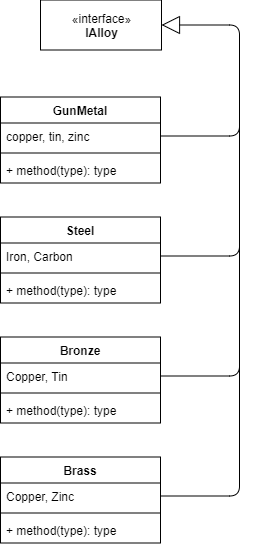 «interface»
IAlloy
GunMetal
copper, tin, zinc
+ method(type): type
Steel
Iron, Carbon
+ method(type): type
Bronze
Copper, Tin
+ method(type): type
Brass
Copper, Zinc
+ method(type): type